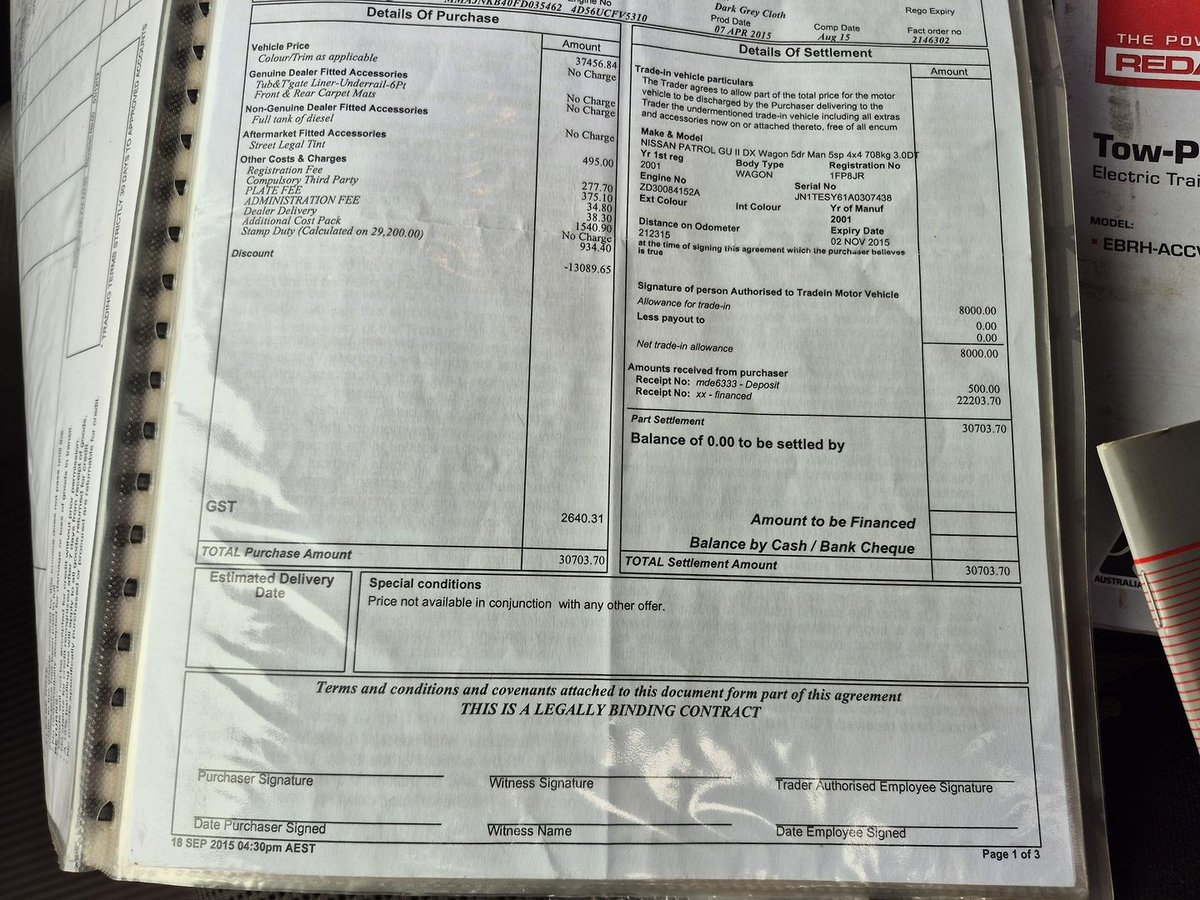 MMAJNKB40FD035462 4D56UCFV5310
Engine No
Dark Grey Cloth
Prod Date
07 APR 2015
Comp Date
Aug 15
Rego Expiry
Fact order no
2146302
Details Of Purchase
Amount
Vehicle Price 37456.84
Colour/Trim as applicable No Charge
Genuine Dealer Fitted Accessories
Tub&T'gate Liner-Underrail-6Pt No Charge
Front & Rear Carpet Mats No Charge
Non-Genuine Dealer Fitted Accessories
Full tank of diesel No Charge
Aftermarket Fitted Accessories
Street Legal Tint 495.00
Other Costs & Charges
Registration Fee 277.70
Compulsory Third Party 375.10
PLATE FEE 34.80
ADMINISTRATION FEE 38.30
Dealer Delivery 1540.90
Additional Cost Pack No Charge
Stamp Duty (Calculated on 29,200.00) 934.40
Discount -13089.65
GST 2640.31
TOTAL Purchase Amount 30703.70
Details Of Settlement
Amount
Trade-in vehicle particulars
The Trader agrees to allow part of the total price for the motor
vehicle to be discharged by the Purchaser delivering to the
Trader the undermentioned trade-in vehicle including all extras
and accessories now on or attached thereto, free of all encum
Make & Model
NISSAN PATROL GU II DX Wagon 5dr Man 5sp 4x4 708kg 3.0DT
Yr 1st reg Body Type Registration No
2001 WAGON 1FP8JR
Engine No Serial No
ZD30084152A JN1TESY61A0307438
Ext Colour Int Colour Yr of Manuf
2001
Distance on Odometer Expiry Date
212315 02 NOV 2015
at the time of signing this agreement which the purchaser believes
is true
Signature of person Authorised to Tradein Motor Vehicle
Allowance for trade-in 8000.00
Less payout to 0.00
0.00
Net trade-in allowance 8000.00
Amounts received from purchaser
Receipt No: mde6333 - Deposit 500.00
Receipt No: xx - financed 22203.70
Part Settlement 30703.70
Balance of 0.00 to be settled by
Amount to be Financed
Balance by Cash / Bank Cheque
TOTAL Settlement Amount 30703.70
Estimated Delivery
Date
Special conditions
Price not available in conjunction with any other offer.
Terms and conditions and covenants attached to this document form part of this agreement
THIS IS A LEGALLY BINDING CONTRACT
Purchaser Signature Witness Signature Trader Authorised Employee Signature
Date Purchaser Signed Witness Name Date Employee Signed
18 SEP 2015 04:30pm AEST
Page 1 of 3
* TRADING TERMS STRICTLY 30 DAYS TO APPROVED ACCOUNTS
THE POW
REDA
Tow-P
Electric Trai
MODEL:
EBRH-ACCV
AUSTRALIA